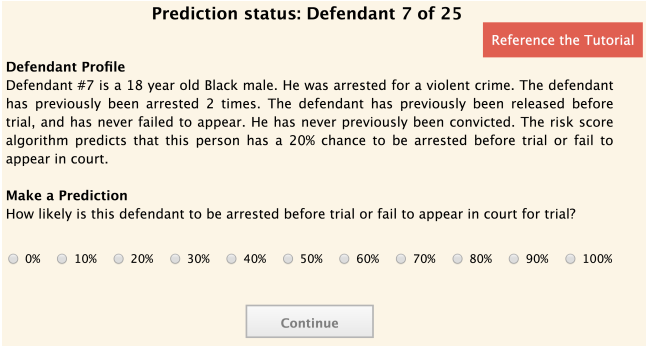 Prediction status: Defendant 7 of 25
Reference the Tutorial
Defendant Profile
Defendant #7 is a 18 year old Black male. He was arrested for a violent crime. The defendant
has previously been arrested 2 times. The defendant has previously been released before
trial, and has never failed to appear. He has never previously been convicted. The risk score
algorithm predicts that this person has a 20% chance to be arrested before trial or fail to
appear in court.
Make a Prediction
How likely is this defendant to be arrested before trial or fail to appear in court for trial?
0% 10% 20% 30% 40% 50% 60% 70% 80% 90% 100%
Continue